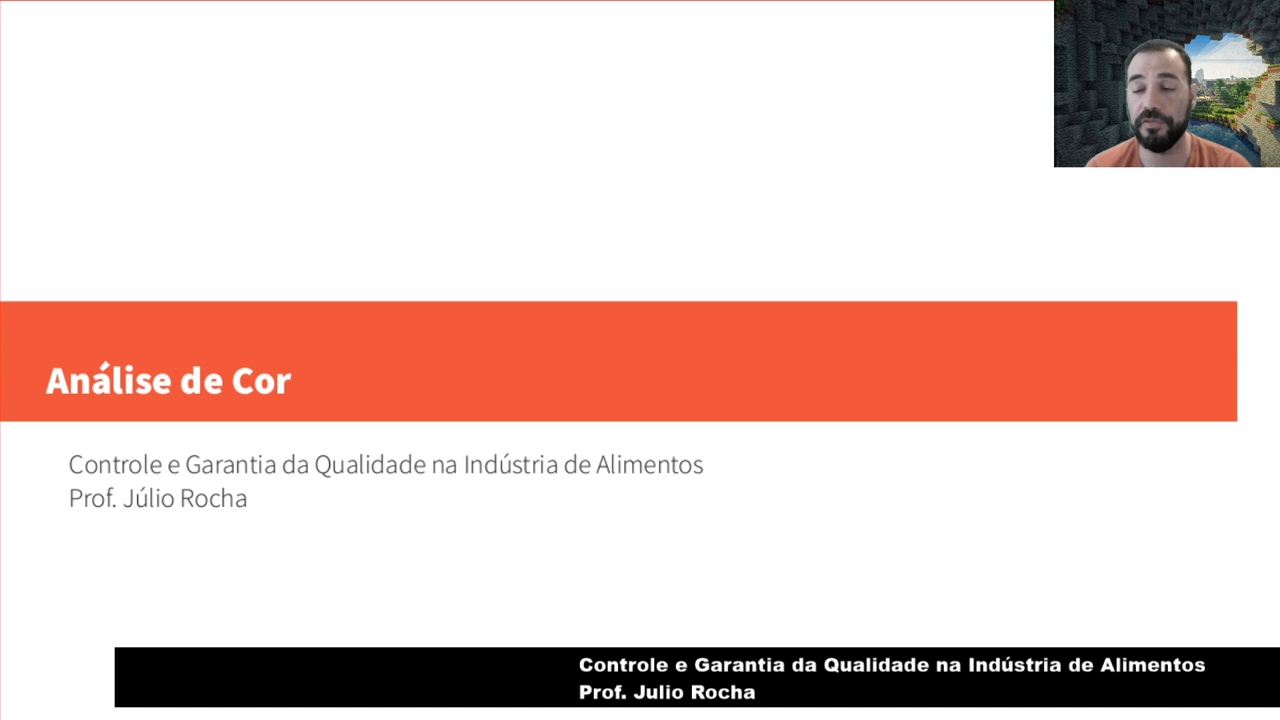 Análise de Cor
Controle e Garantia da Qualidade na Indústria de Alimentos
Prof. Júlio Rocha
Controle e Garantia da Qualidade na Indústria de Alimentos
Prof. Julio Rocha